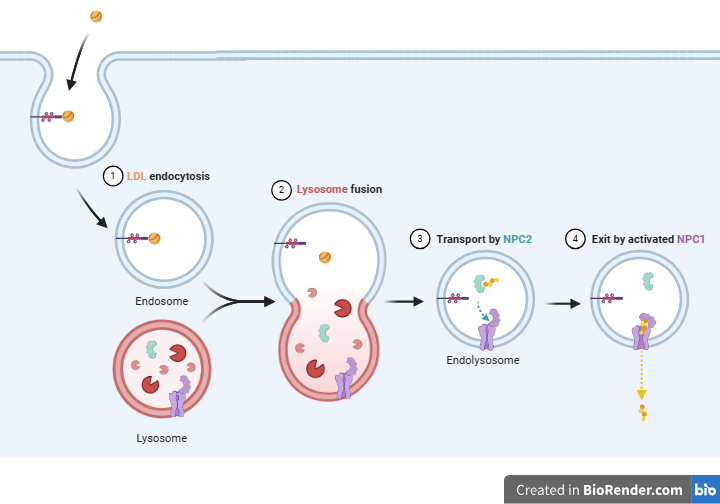 1 LDL endocytosis
2 Lysosome fusion
3 Transport by NPC2
4 Exit by activated NPC1
Endosome
Endolysosome
Lysosome
Created in BioRender.com bio